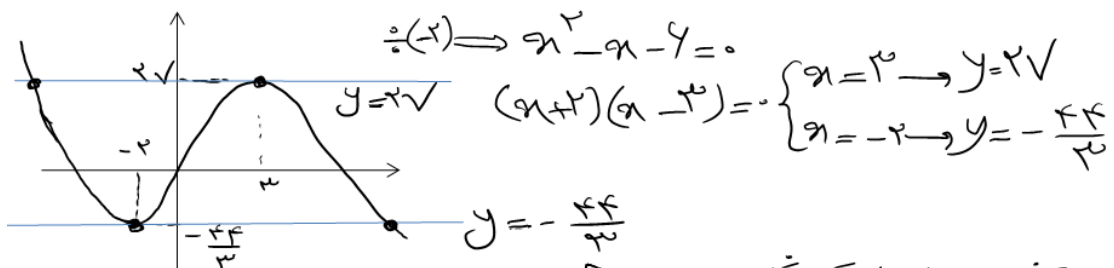 ÷(-۲) ⟹ x² - x - ۶ = ۰
۲۷
y = ۲۷
(x+۲)(x-۳) = ۰ { x = ۳ → y = ۲۷
x = -۲ → y = -۴۴/۳
-۲
۳
-۴۴/۳
y = -۴۴/۳